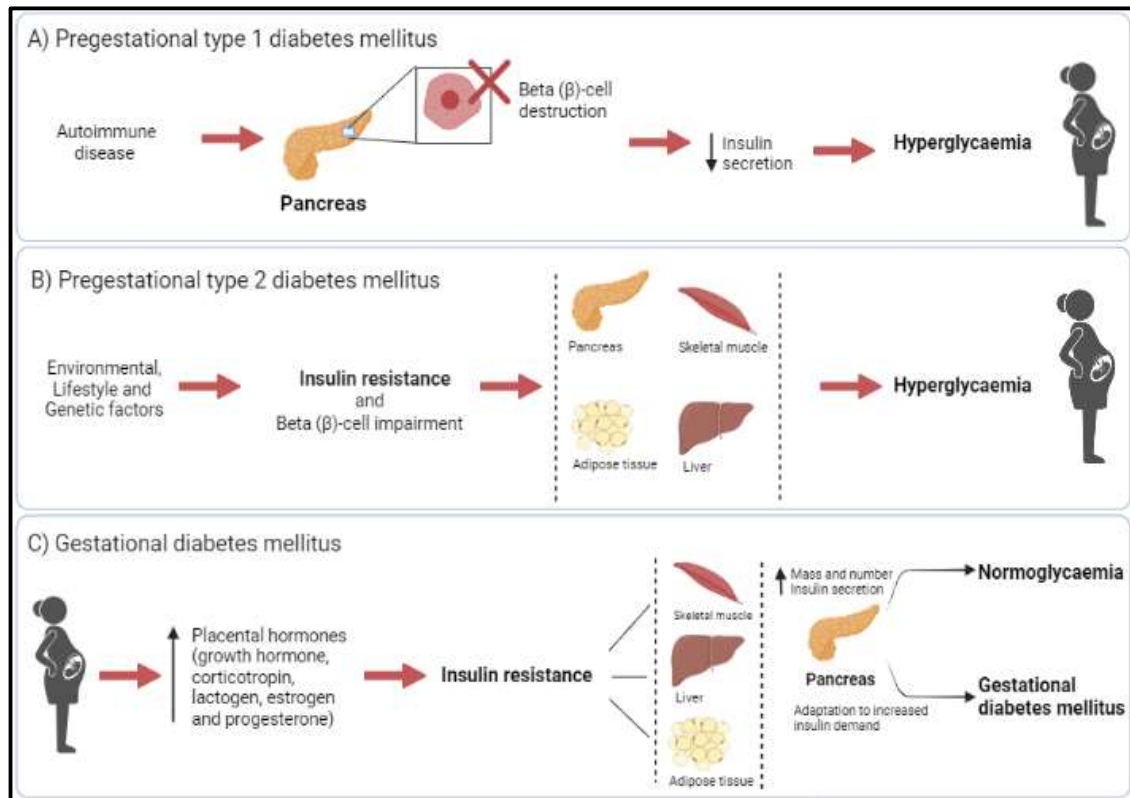 A) Pregestational type 1 diabetes mellitus
Autoimmune
disease
Pancreas
Beta (β)-cell
destruction
Insulin
secretion
Hyperglycaemia
B) Pregestational type 2 diabetes mellitus
Environmental,
Lifestyle and
Genetic factors
Insulin resistance
and
Beta (β)-cell impairment
Pancreas
Skeletal muscle
Adipose tissue
Liver
Hyperglycaemia
C) Gestational diabetes mellitus
Placental hormones
(growth hormone,
corticotropin,
lactogen, estrogen
and progesterone)
Insulin resistance
Skeletal muscle
Liver
Adipose tissue
Mass and number
Insulin secretion
Pancreas
Adaptation to increased
insulin demand
Normoglycaemia
Gestational
diabetes mellitus